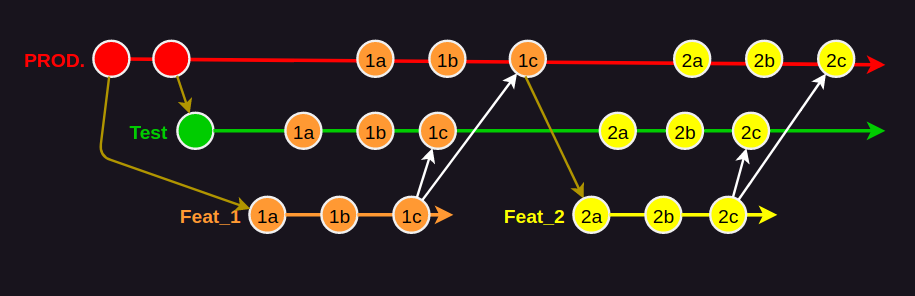 PROD. 1a 1b 1c 2a 2b 2c
Test 1a 1b 1c 2a 2b 2c
Feat_1 1a 1b 1c Feat_2 2a 2b 2c